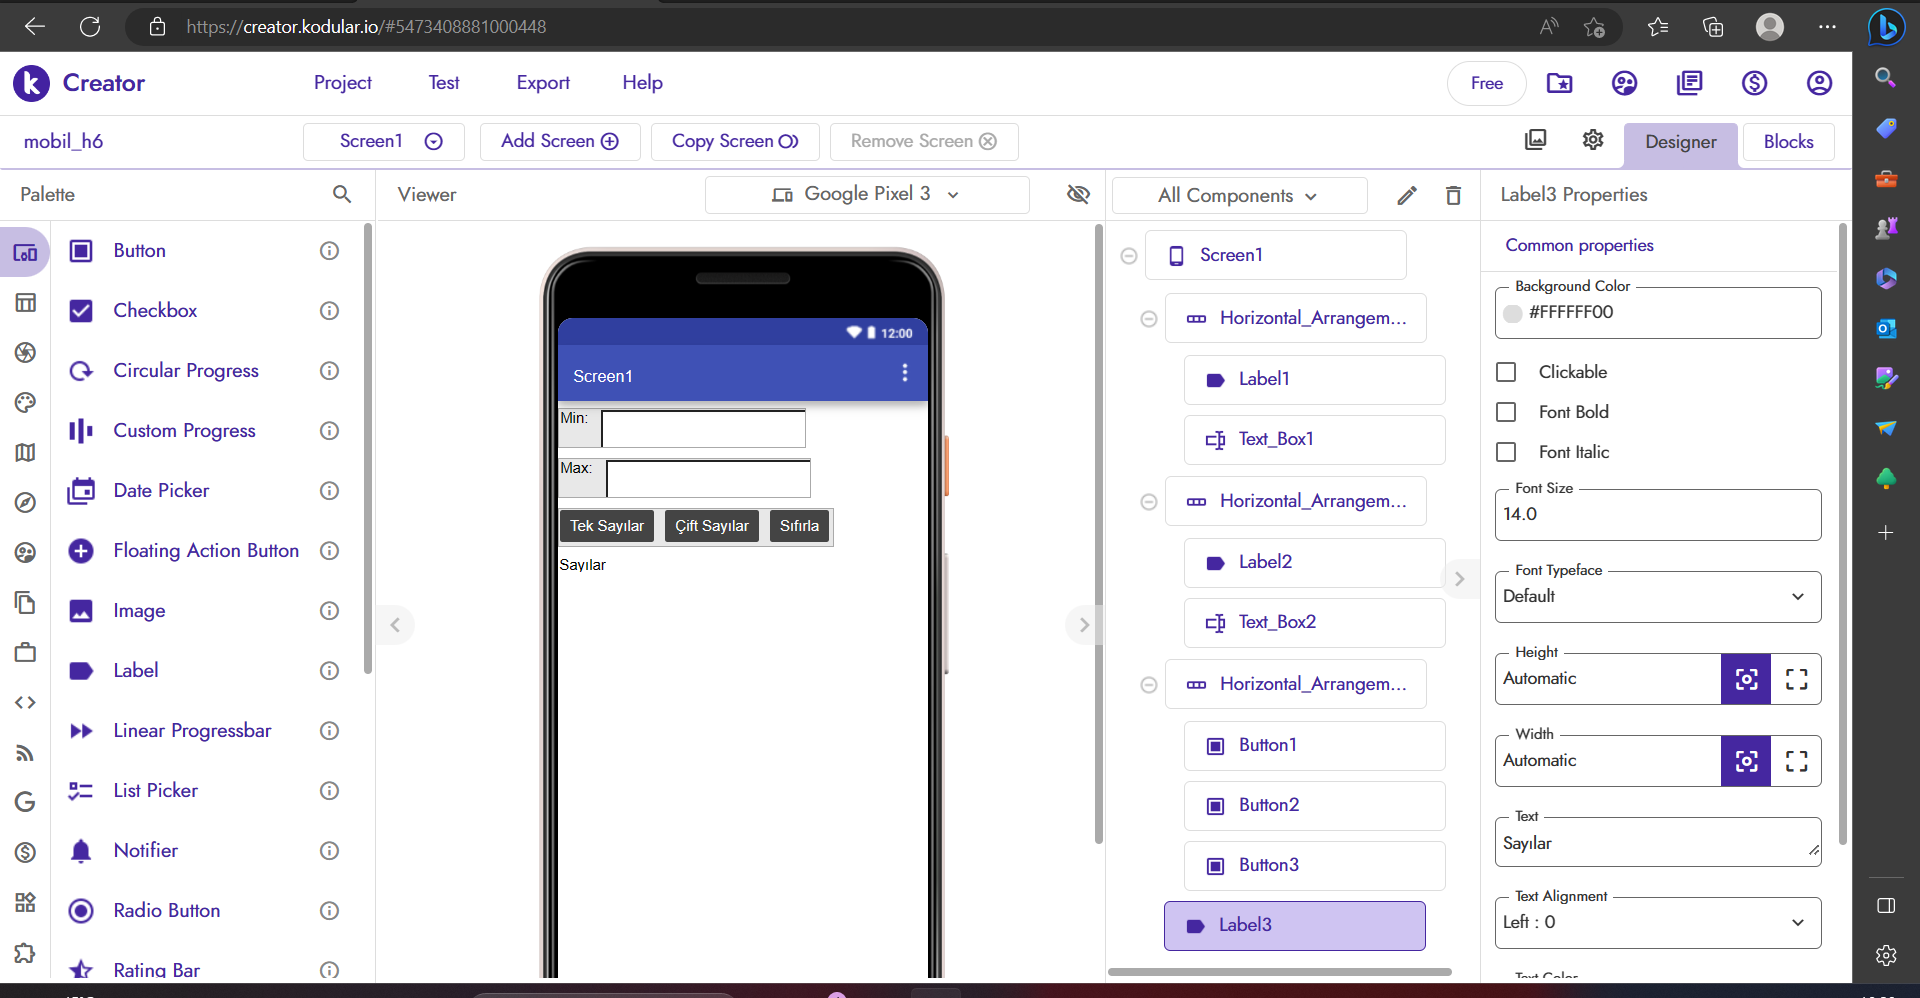 https://creator.kodular.io/#5473408881000448
Creator
Project
Test
Export
Help
Free
mobil_h6
Screen1
Add Screen
Copy Screen
Remove Screen
Designer
Blocks
Palette
Viewer
Google Pixel 3
All Components
Label3 Properties
Button
Checkbox
Circular Progress
Custom Progress
Date Picker
Floating Action Button
Image
Label
Linear Progressbar
List Picker
Notifier
Radio Button
Rating Bar
12:00
Screen1
Min:
Max:
Tek Sayılar
Çift Sayılar
Sıfırla
Sayılar
Screen1
Horizontal_Arrangem...
Label1
Text_Box1
Horizontal_Arrangem...
Label2
Text_Box2
Horizontal_Arrangem...
Button1
Button2
Button3
Label3
Common properties
Background Color
#FFFFFF00
Clickable
Font Bold
Font Italic
Font Size
14.0
Font Typeface
Default
Height
Automatic
Width
Automatic
Text
Sayılar
Text Alignment
Left : 0
Text Color